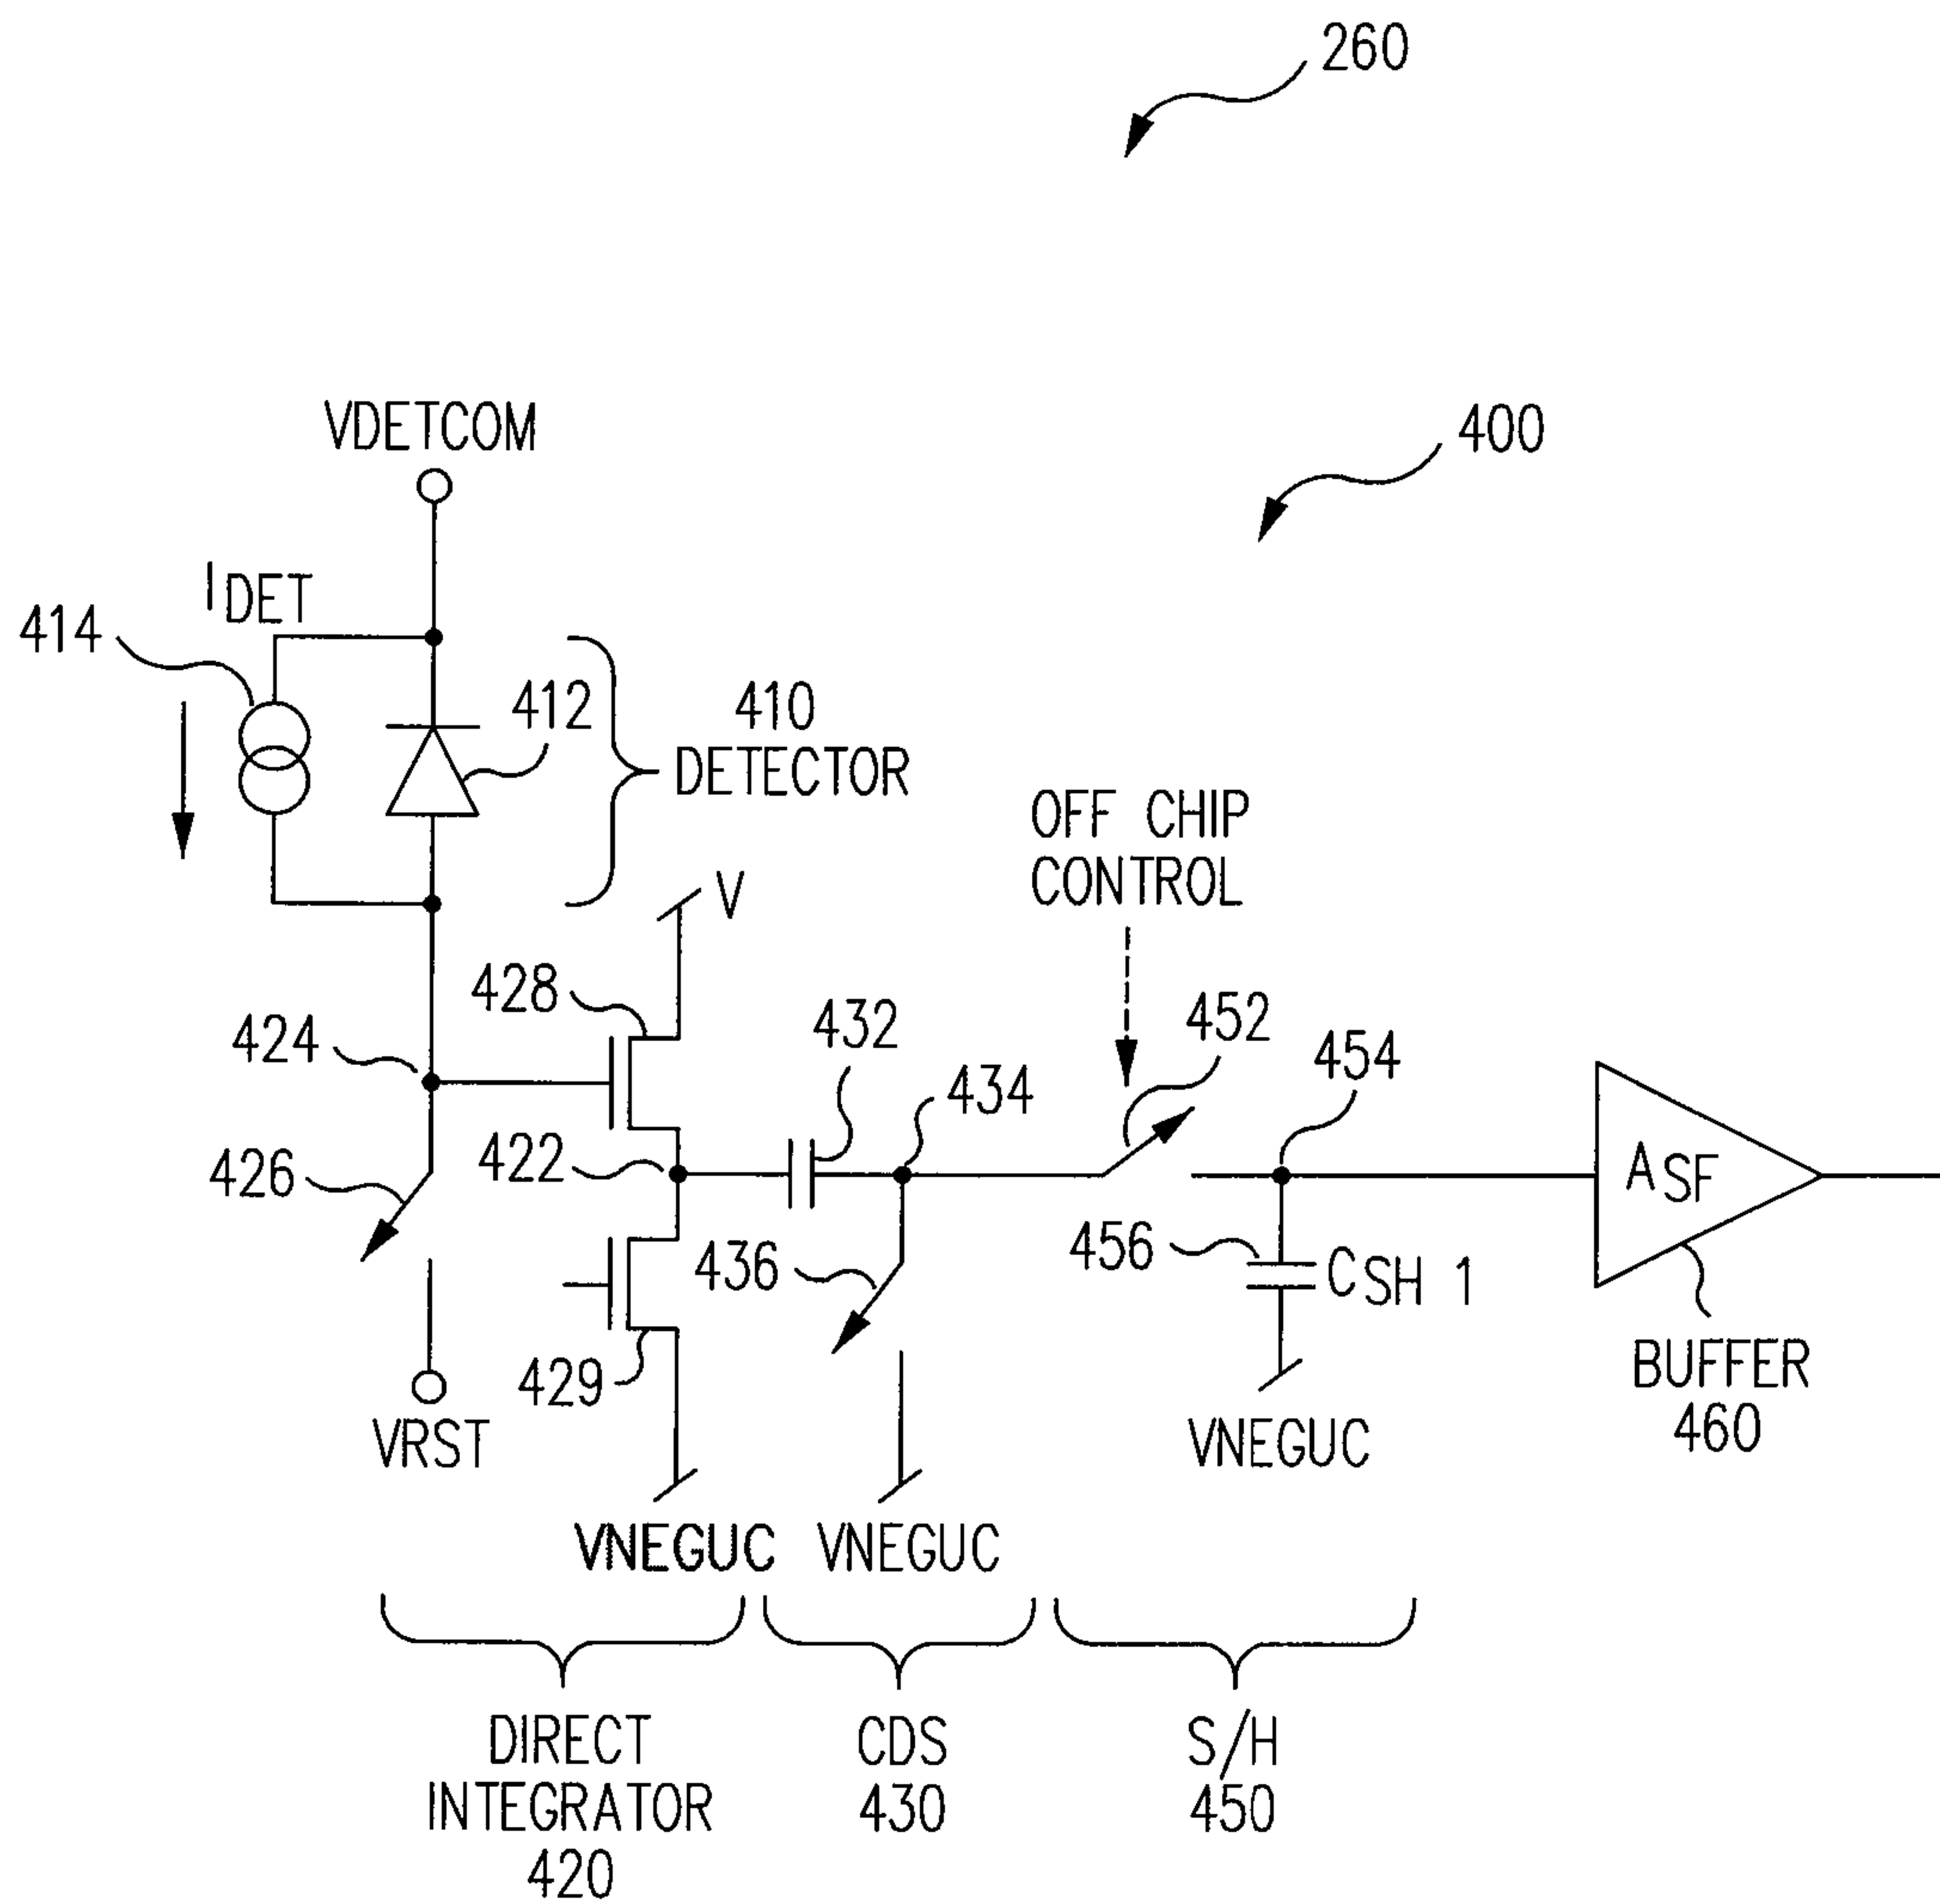 260
400
VDETCOM
IDET
414
412
410
DETECTOR
OFF CHIP
CONTROL
V
428
432
452
424
434
454
422
426
436
456
CSH 1
ASF
429
VRST
BUFFER
460
VNEGUC
VNEGUC
VNEGUC
DIRECT
INTEGRATOR
420
CDS
430
S/H
450